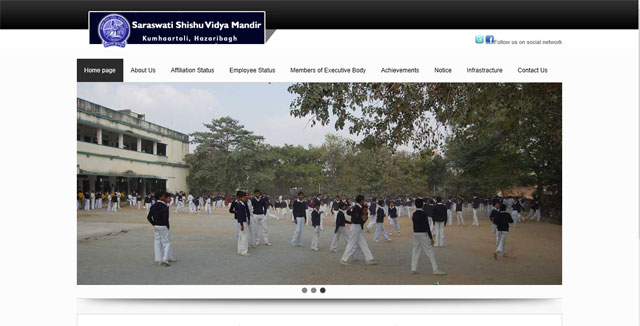 Saraswati Shishu Vidya Mandir
Kumhaartoli, Hazaribagh
Follow us on social network
Home page About Us Affiliation Status Employee Status Members of Executive Body Achievements Notice Infrastracture Contact Us